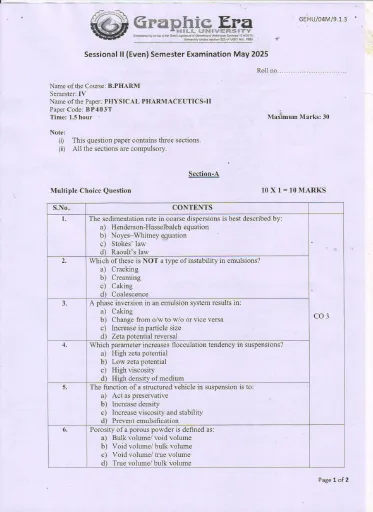 GEHU/04M/9.1.3
Graphic Era
HILL UNIVERSITY
Sessional II (Even) Semester Examination May 2025
Roll no
Name of the Course: B.PHARM
Semester: IV
Name of the Paper: PHYSICAL PHARMACEUTICS-II
Paper Code: BP403T
Time: 1.5 hour Maximum Marks: 30
Note:
i) This question paper contains three sections.
ii) All the sections are compulsory.
Section-A
Multiple Choice Question 10 X 1 = 10 MARKS
S.No. CONTENTS
1. The sedimentation rate in coarse dispersions is best described by:
a) Henderson-Hasselbalch equation
b) Noyes–Whitney equation
c) Stokes' law
d) Raoult's law
2. Which of these is NOT a type of instability in emulsions?
a) Cracking
b) Creaming
c) Caking
d) Coalescence
3. A phase inversion in an emulsion system results in:
a) Caking
b) Change from o/w to w/o or vice versa
c) Increase in particle size
d) Zeta potential reversal
CO 3
4. Which parameter increases flocculation tendency in suspensions?
a) High zeta potential
b) Low zeta potential
c) High viscosity
d) High density of medium
5. The function of a structured vehicle in suspension is to:
a) Act as preservative
b) Increase density
c) Increase viscosity and stability
d) Prevent emulsification
6. Porosity of a porous powder is defined as:
a) Bulk volume/ void volume
b) Void volume/ bulk volume
c) Void volume/ true volume
d) True volume/ bulk volume
Page 1 of 2